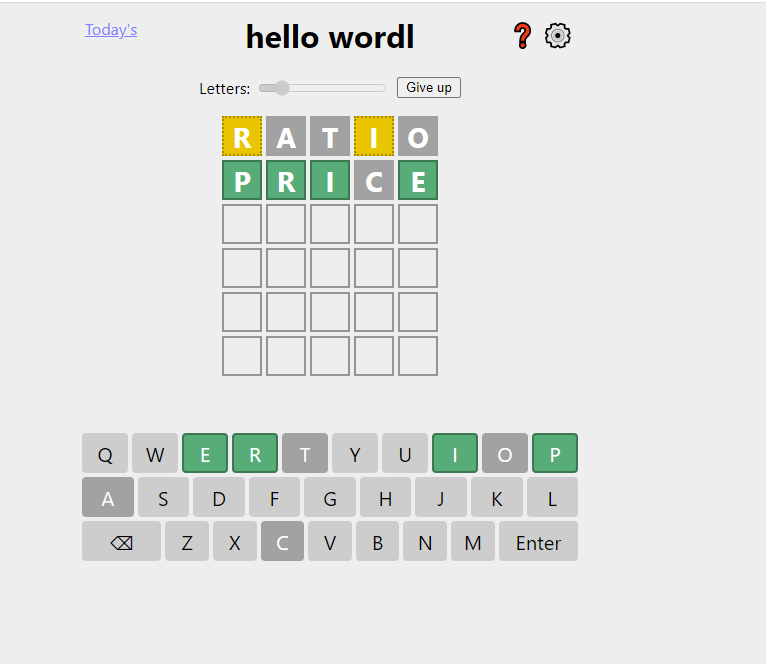 Today's
hello wordl
Letters: Give up
R A T I O
P R I C E
Q W E R T Y U I O P
A S D F G H J K L
⌫ Z X C V B N M Enter